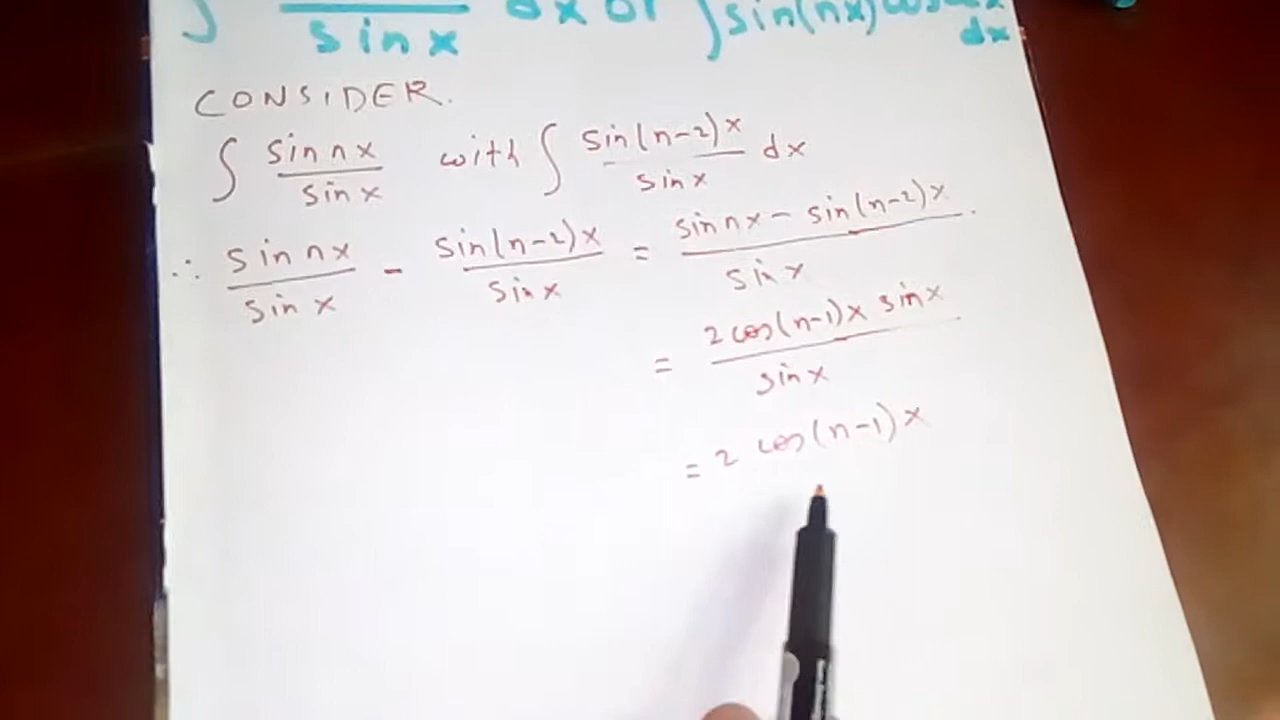 ∫ sin x dx or ∫sin(nx) dx
CONSIDER.
∫ sin nx / sin x with ∫ sin(n-2)x / sin x dx
∴ sin nx / sin x - sin(n-2)x / sin x = sin nx - sin(n-2)x / sin x
= 2 cos(n-1)x sin x / sin x
= 2 cos(n-1)x